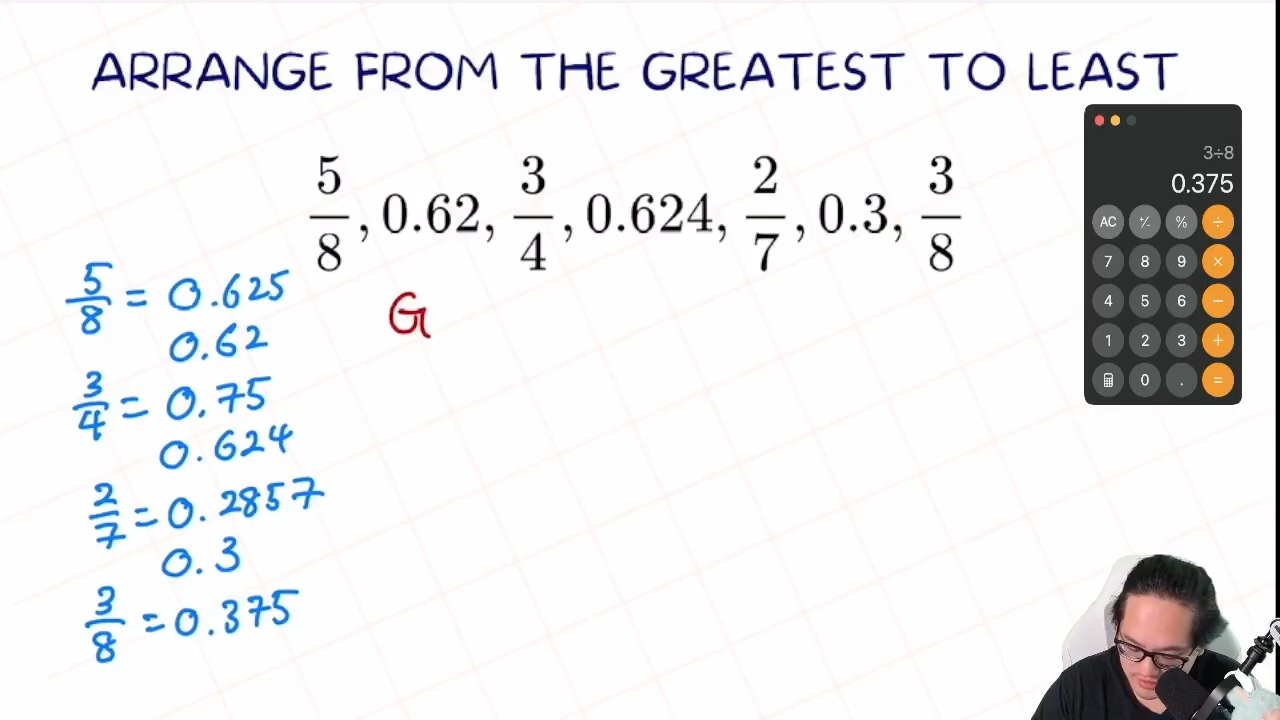 ARRANGE FROM THE GREATEST TO LEAST
5/8, 0.62, 3/4, 0.624, 2/7, 0.3, 3/8
5/8 = 0.625
0.62
3/4 = 0.75
0.624
2/7 = 0.2857
0.3
3/8 = 0.375
G
3÷8
0.375
AC +/- % ÷
7 8 9 ×
4 5 6 −
1 2 3 +
0 . =